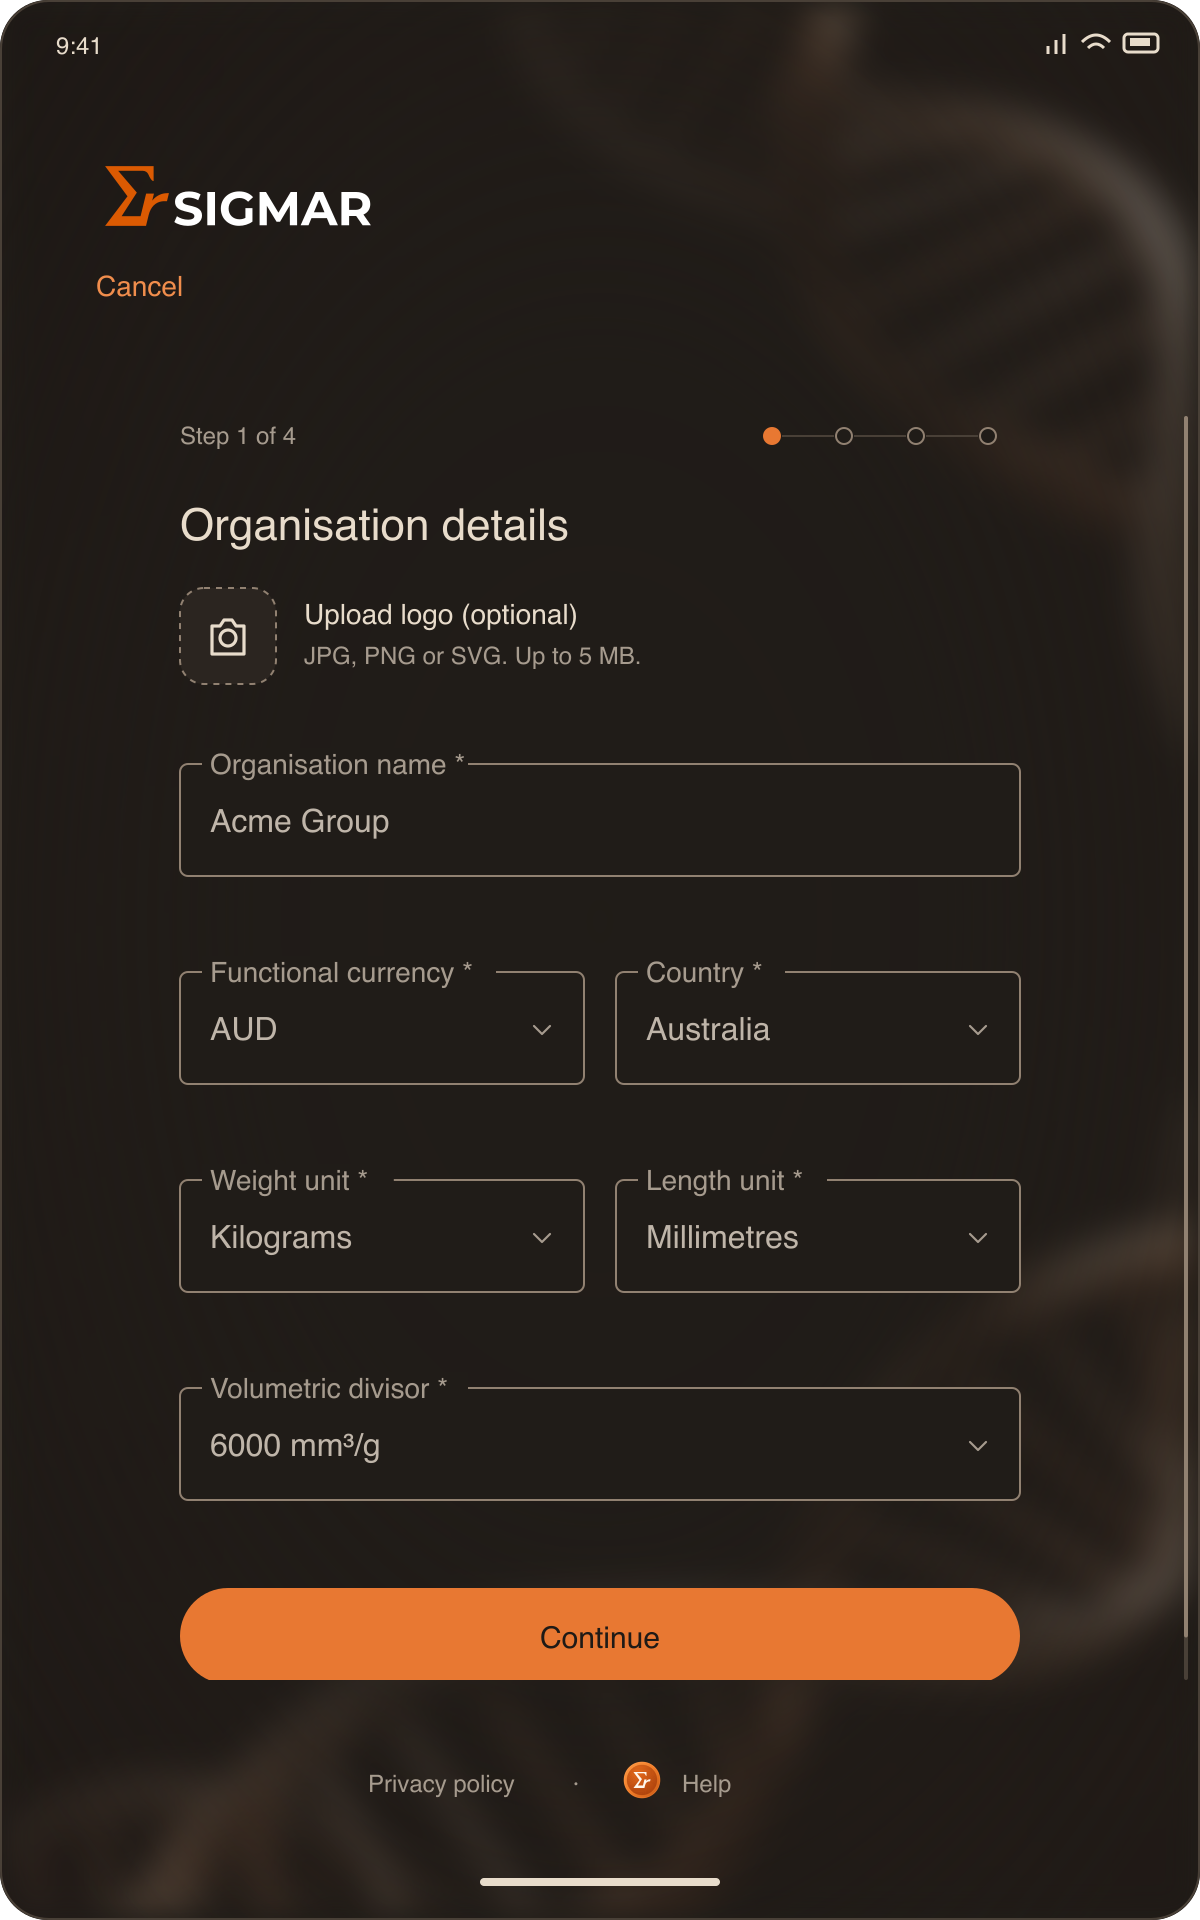 9:41
Σr SIGMAR
Cancel
Step 1 of 4
Organisation details
Upload logo (optional)
JPG, PNG or SVG. Up to 5 MB.
Organisation name *
Acme Group
Functional currency * Country *
AUD Australia
Weight unit * Length unit *
Kilograms Millimetres
Volumetric divisor *
6000 mm³/g
Continue
Privacy policy · Σr Help